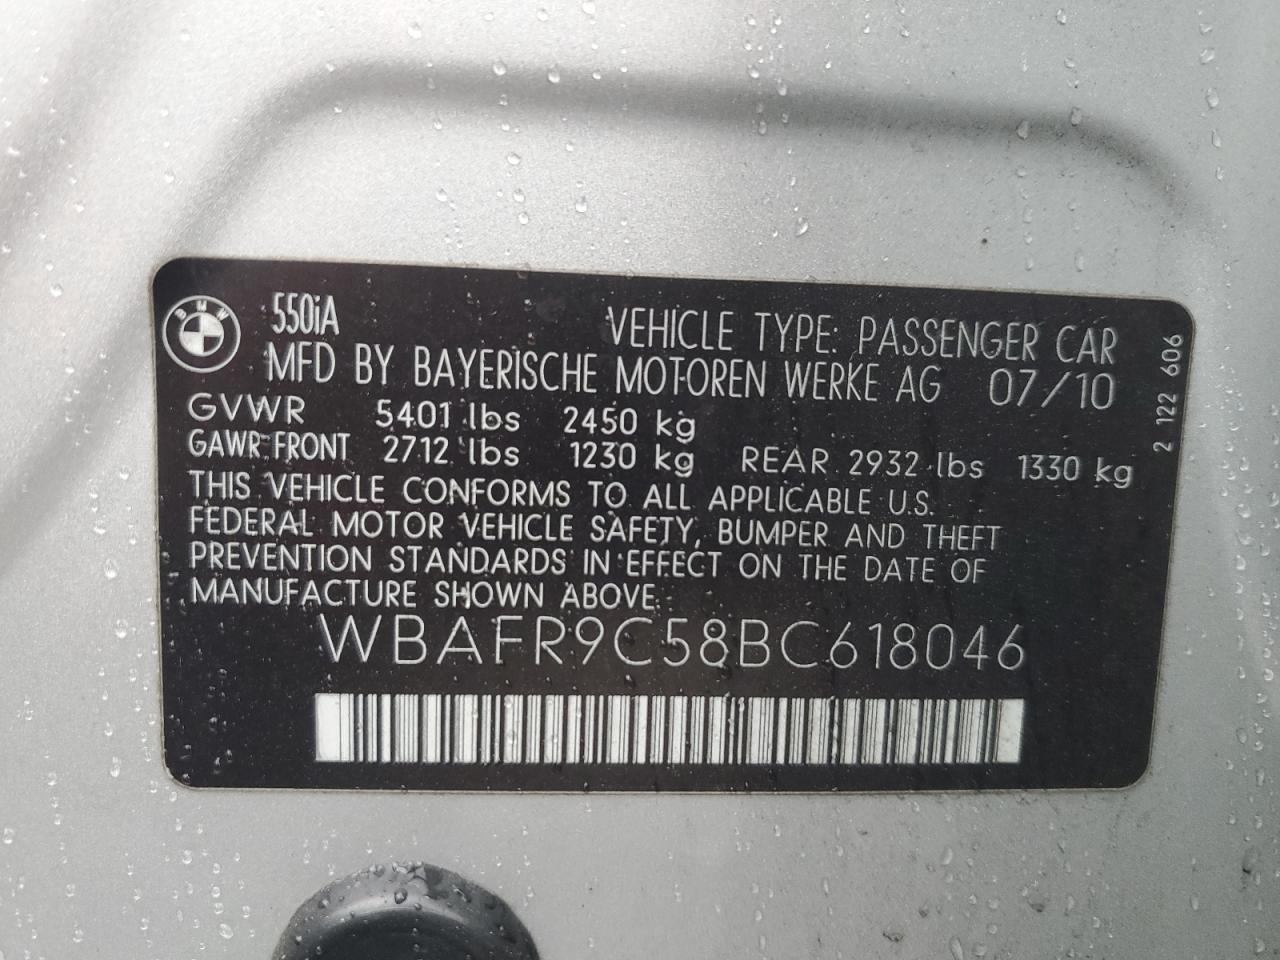 BMW
550iA
VEHICLE TYPE: PASSENGER CAR
MFD BY BAYERISCHE MOTOREN WERKE AG 07/10
GVWR 5401 lbs 2450 kg
GAWR FRONT 2712 lbs 1230 kg REAR 2932 lbs 1330 kg
THIS VEHICLE CONFORMS TO ALL APPLICABLE U.S.
FEDERAL MOTOR VEHICLE SAFETY, BUMPER AND THEFT
PREVENTION STANDARDS IN EFFECT ON THE DATE OF
MANUFACTURE SHOWN ABOVE.
WBAFR9C58BC618046
2 122 606